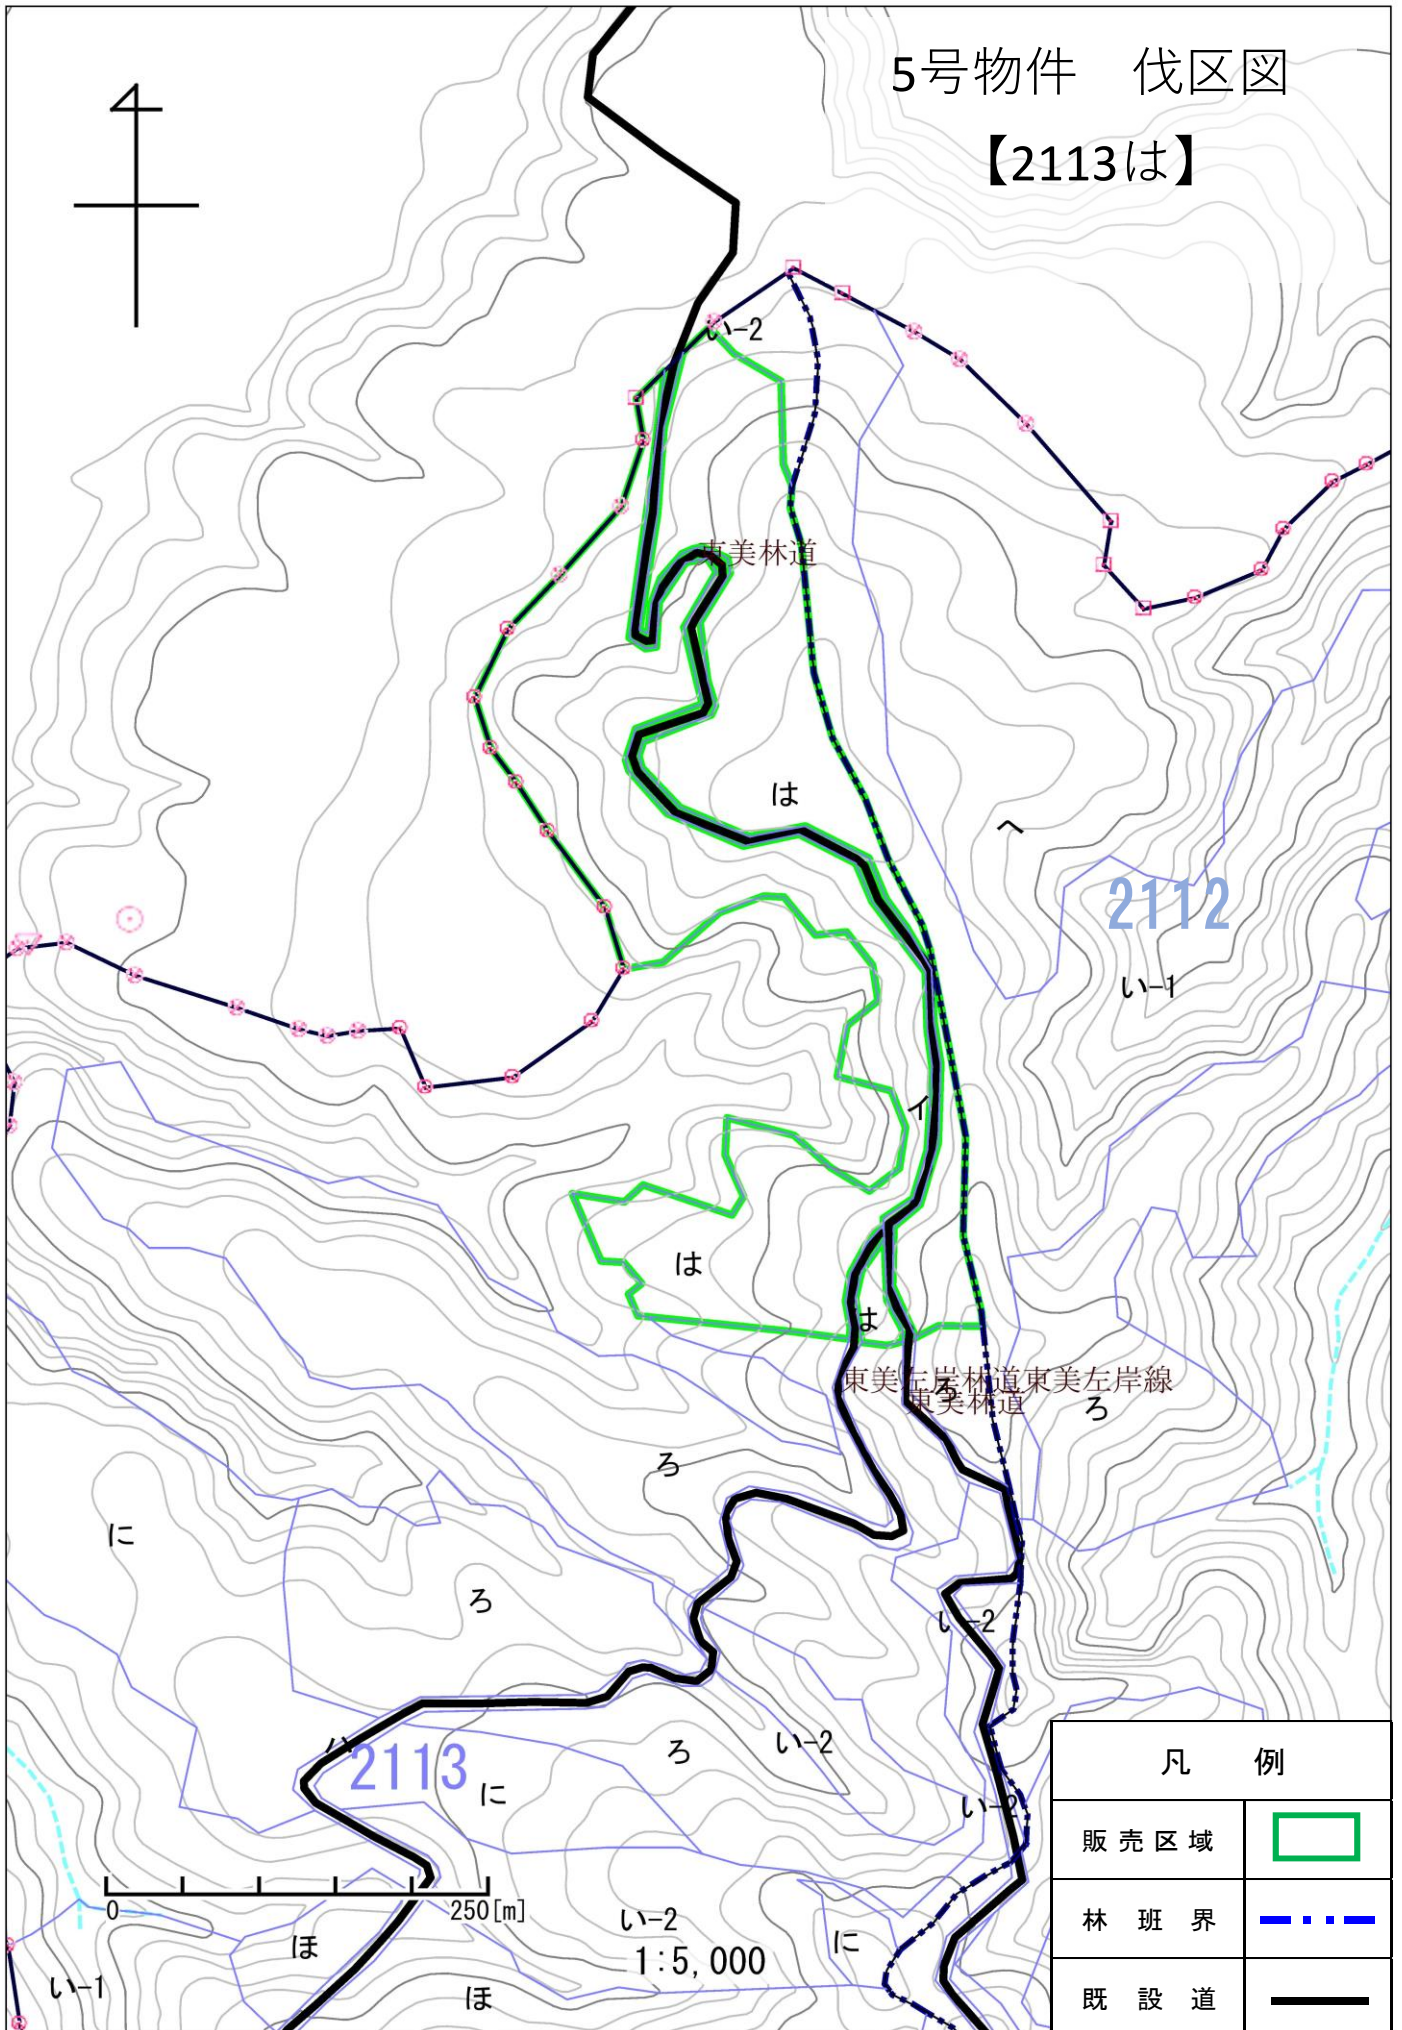 5号物件　伐区図
【2113は】
い-2
東美林道
は
へ
2112
い-1
イ
は
は
東美左岸林道東美左岸線
ろ
東美林道
ろ
ろ
に
ろ
い-2
ハ
2113
に
ろ
い-2
い-2
0
250[m]
い-2
1:5,000
に
ほ
ほ
い-1
凡　例
販売区域
林班界
既設道